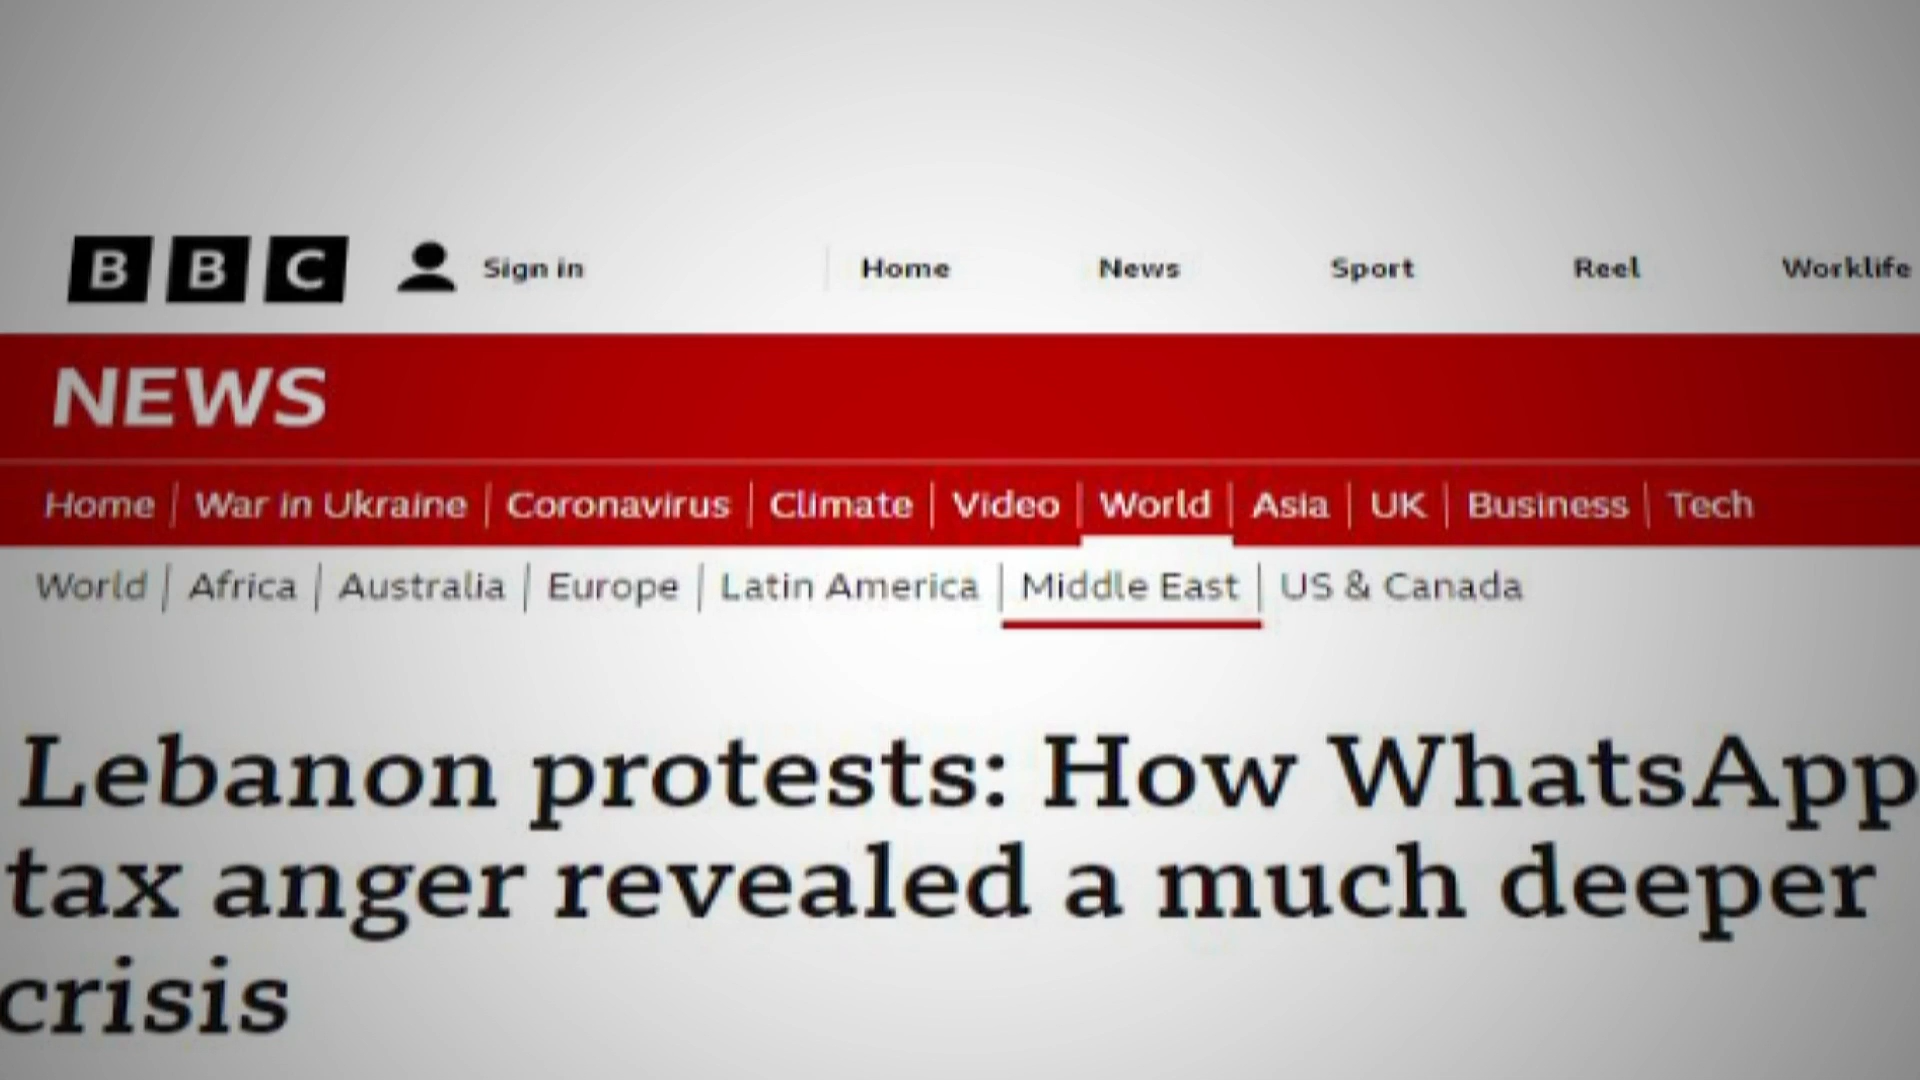 BBC Sign in Home News Sport Reel Worklife
NEWS
Home War in Ukraine Coronavirus Climate Video World Asia UK Business Tech
World Africa Australia Europe Latin America Middle East US & Canada
Lebanon protests: How WhatsApp
tax anger revealed a much deeper
crisis